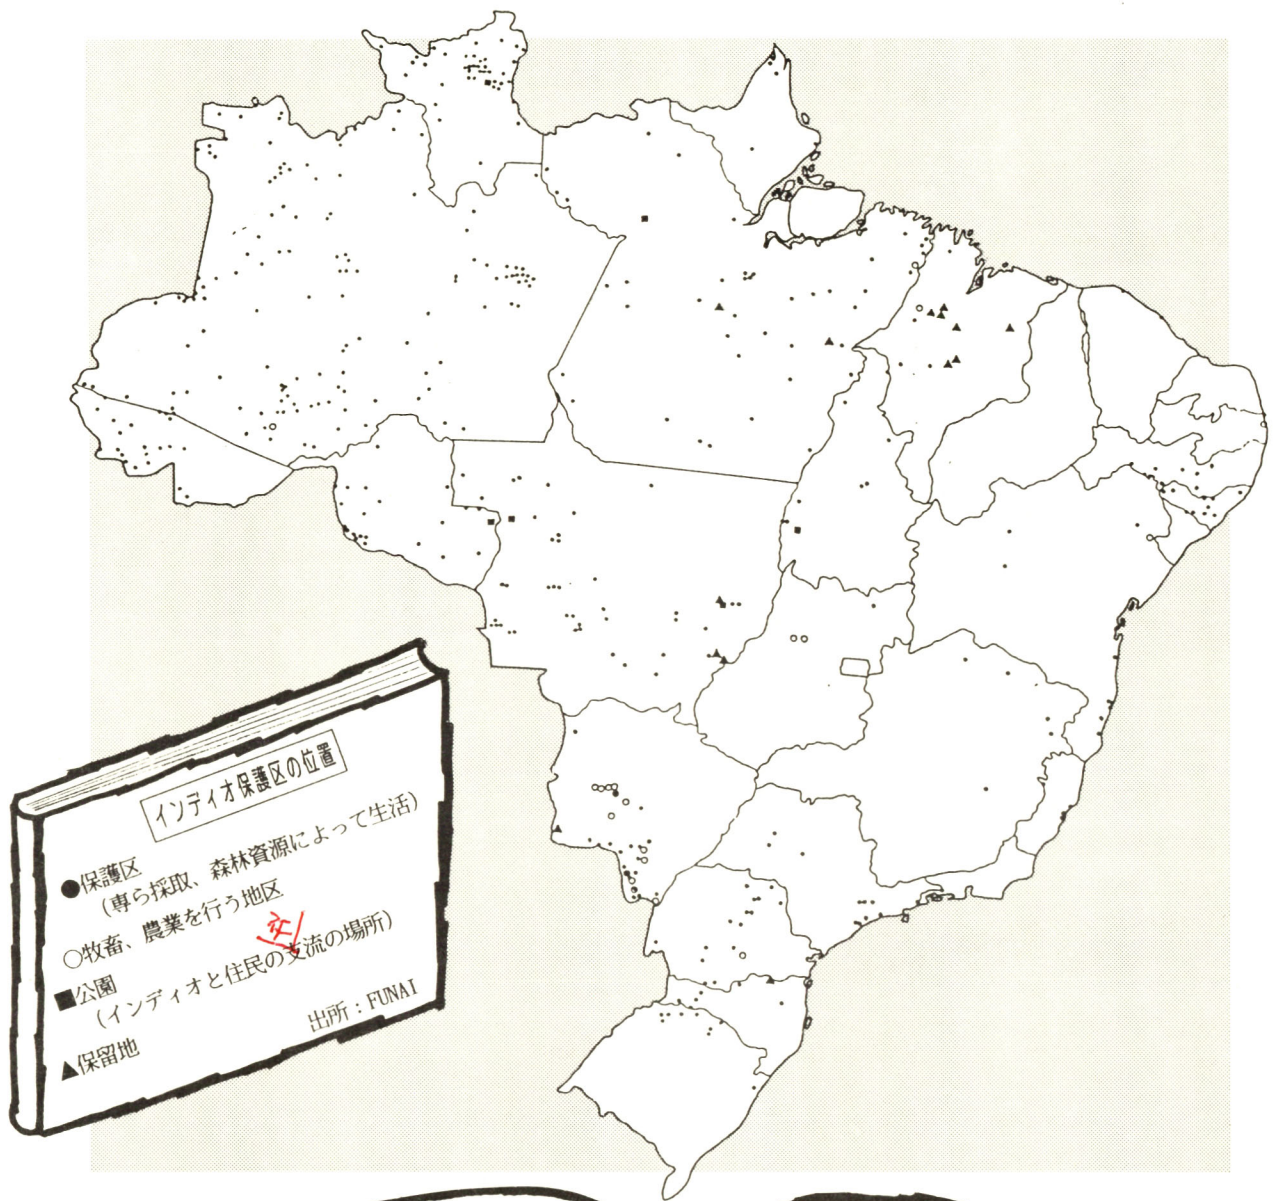 インディオ保護区の位置
●保護区
(専ら採取、森林資源によって生活)
○牧畜、農業を行う地区
交
■公園
(インディオと住民の支流の場所)
▲保留地
出所:FUNAI